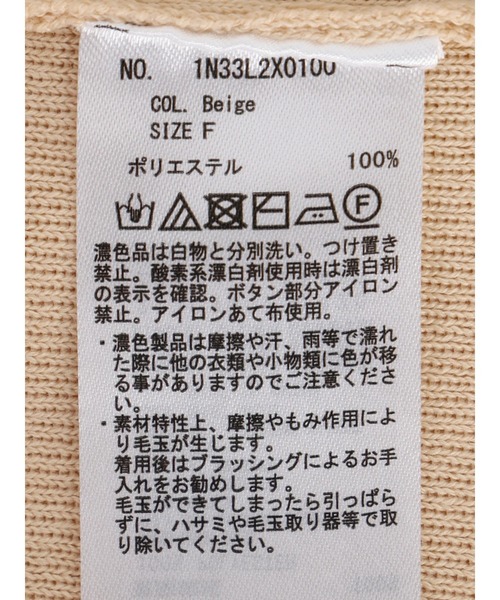 NO. 1N33L2X0100
COL. Beige
SIZE F
ポリエステル 100%
F
濃色品は白物と分別洗い。つけ置き
禁止。酸素系漂白剤使用時は漂白剤
の表示を確認。ボタン部分アイロン
禁止。アイロンあて布使用。
・濃色製品は摩擦や汗、雨等で濡れ
た際に他の衣類や小物類に色が移
る事がありますのでご注意くださ
い。
・素材特性上、摩擦やもみ作用によ
り毛玉が生じます。
着用後はブラッシングによるお手
入れをお勧めします。
毛玉ができてしまったら引っぱら
ずに、ハサミや毛玉取り器等で取
り除いてください。